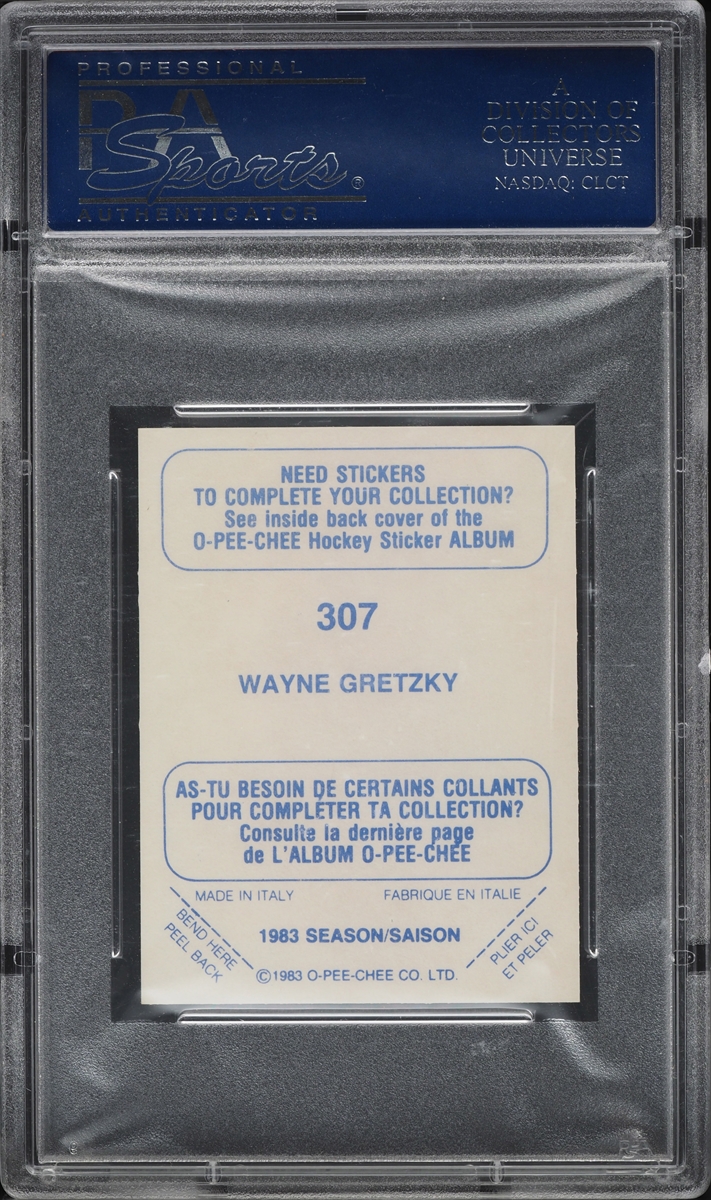 PROFESSIONAL
PSA
Sports®
AUTHENTICATOR
A
DIVISION OF
COLLECTORS
UNIVERSE
NASDAQ: CLCT
NEED STICKERS
TO COMPLETE YOUR COLLECTION?
See inside back cover of the
O-PEE-CHEE Hockey Sticker ALBUM
307
WAYNE GRETZKY
AS-TU BESOIN DE CERTAINS COLLANTS
POUR COMPLÉTER TA COLLECTION?
Consulte la dernière page
de L'ALBUM O-PEE-CHEE
MADE IN ITALY
FABRIQUE EN ITALIE
BEND HERE
PEEL BACK
1983 SEASON/SAISON
PLIER ICI
ET PELER
©1983 O-PEE-CHEE CO. LTD.